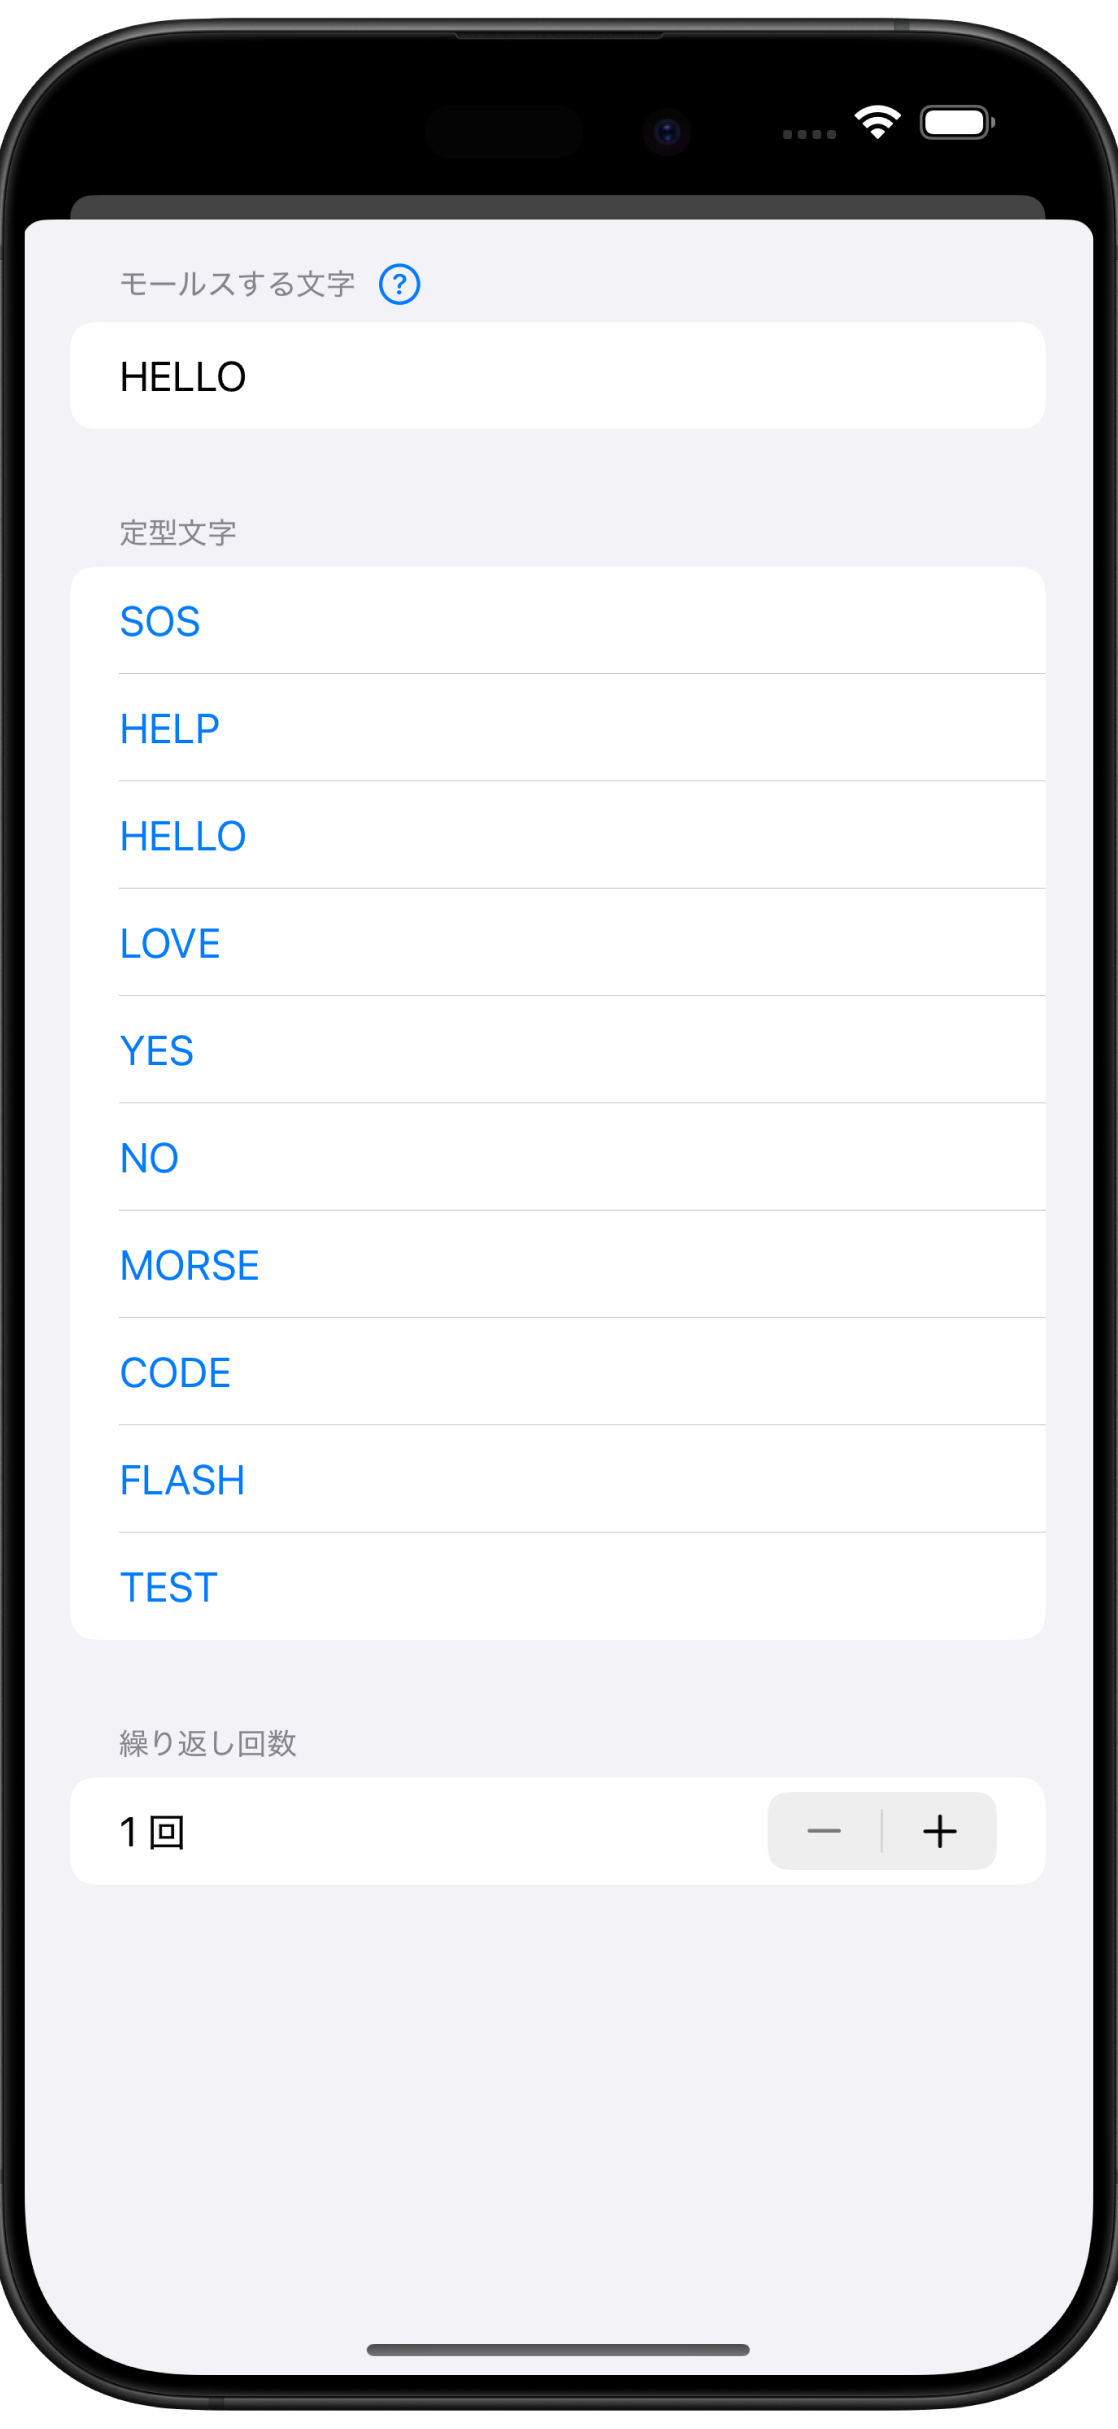 モールスする文字 ?
HELLO
定型文字
SOS
HELP
HELLO
LOVE
YES
NO
MORSE
CODE
FLASH
TEST
繰り返し回数
1 回 − +